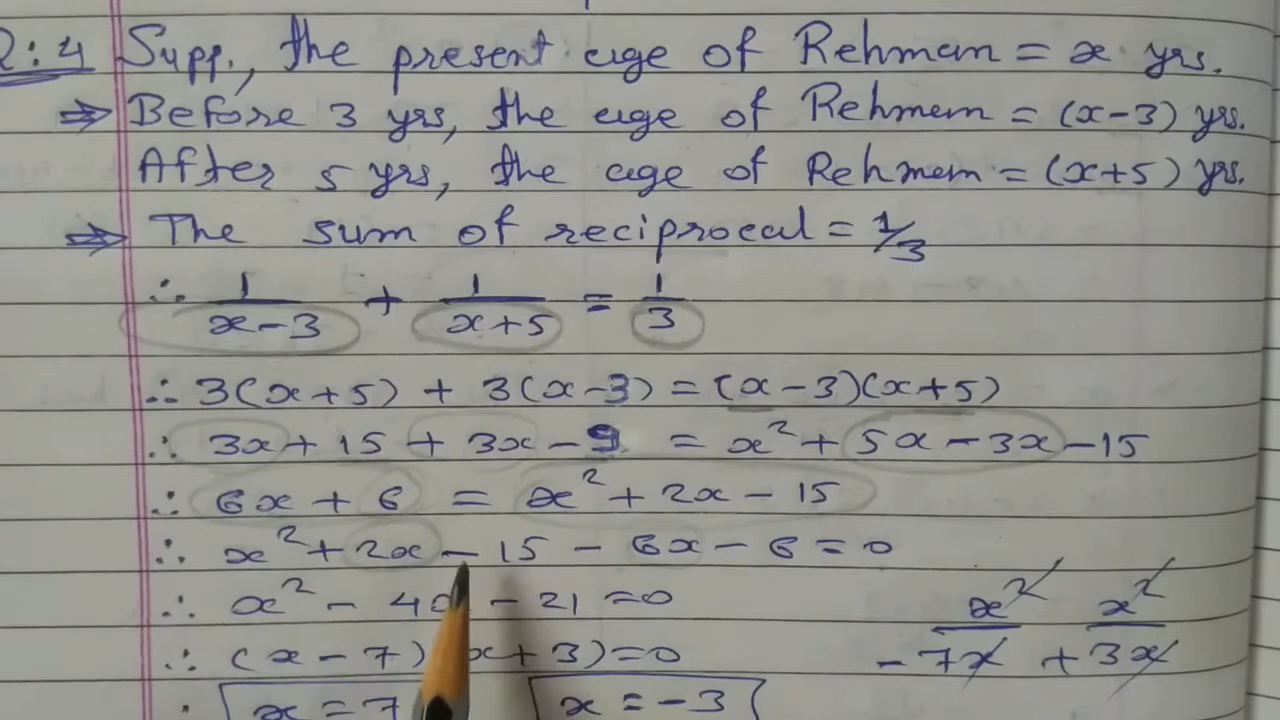 2:4 Supp., the present age of Rehman = x yrs.
⇒ Before 3 yrs, the age of Rehman = (x-3) yrs.
After 5 yrs, the age of Rehman = (x+5) yrs.
⇒ The sum of reciprocal = 1/3
∴ 1/(x-3) + 1/(x+5) = 1/3
∴ 3(x+5) + 3(x-3) = (x-3)(x+5)
∴ 3x + 15 + 3x - 9 = x² + 5x - 3x - 15
∴ 6x + 6 = x² + 2x - 15
∴ x² + 2x - 15 - 6x - 6 = 0
∴ x² - 4x - 21 = 0
x²/-7x x²/+3x
∴ (x - 7) (x + 3) = 0
∴ x = 7 x = -3